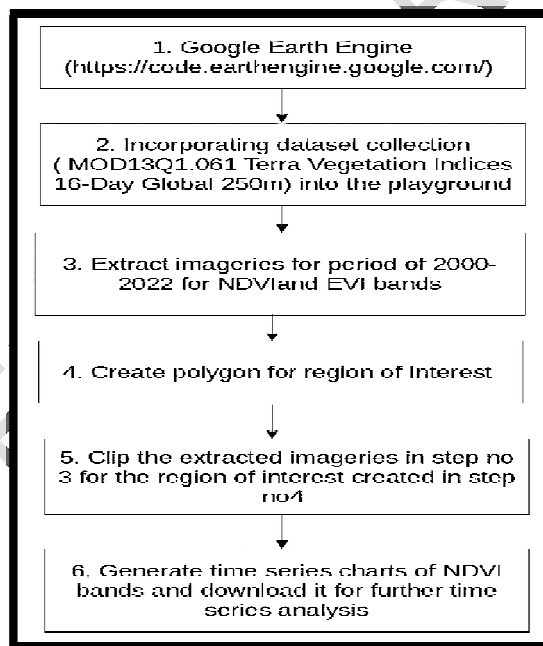 1. Google Earth Engine
(https://code.earthengine.google.com/)
2. Incorporating dataset collection
( MOD13Q1.061 Terra Vegetation Indices
16-Day Global 250m) into the playground
3. Extract imageries for period of 2000-
2022 for NDVIand EVI bands
4. Create polygon for region of Interest
5. Clip the extracted imageries in step no
3 for the region of interest created in step
no4
6. Generate time series charts of NDVI
bands and download it for further time
series analysis